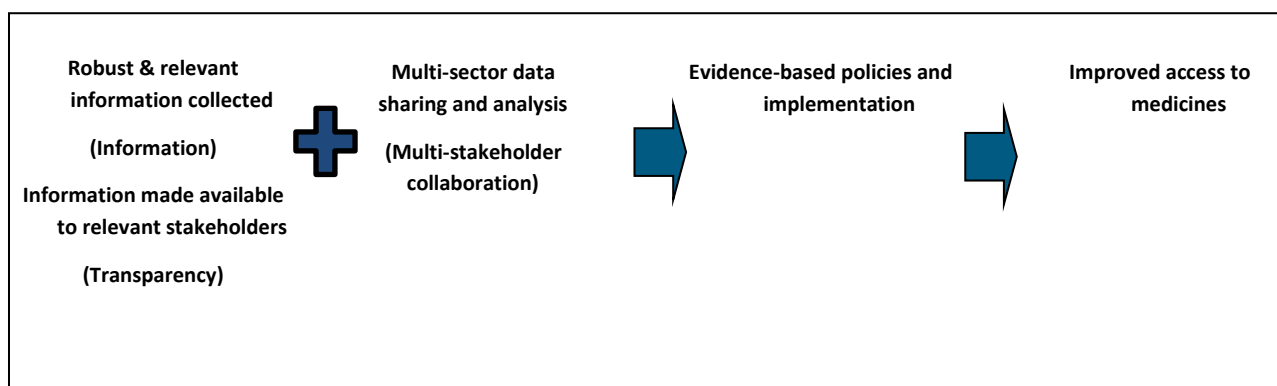 Robust & relevant
information collected
(Information)
Information made available
to relevant stakeholders
(Transparency)
Multi-sector data
sharing and analysis
(Multi-stakeholder
collaboration)
Evidence-based policies and
implementation
Improved access to
medicines